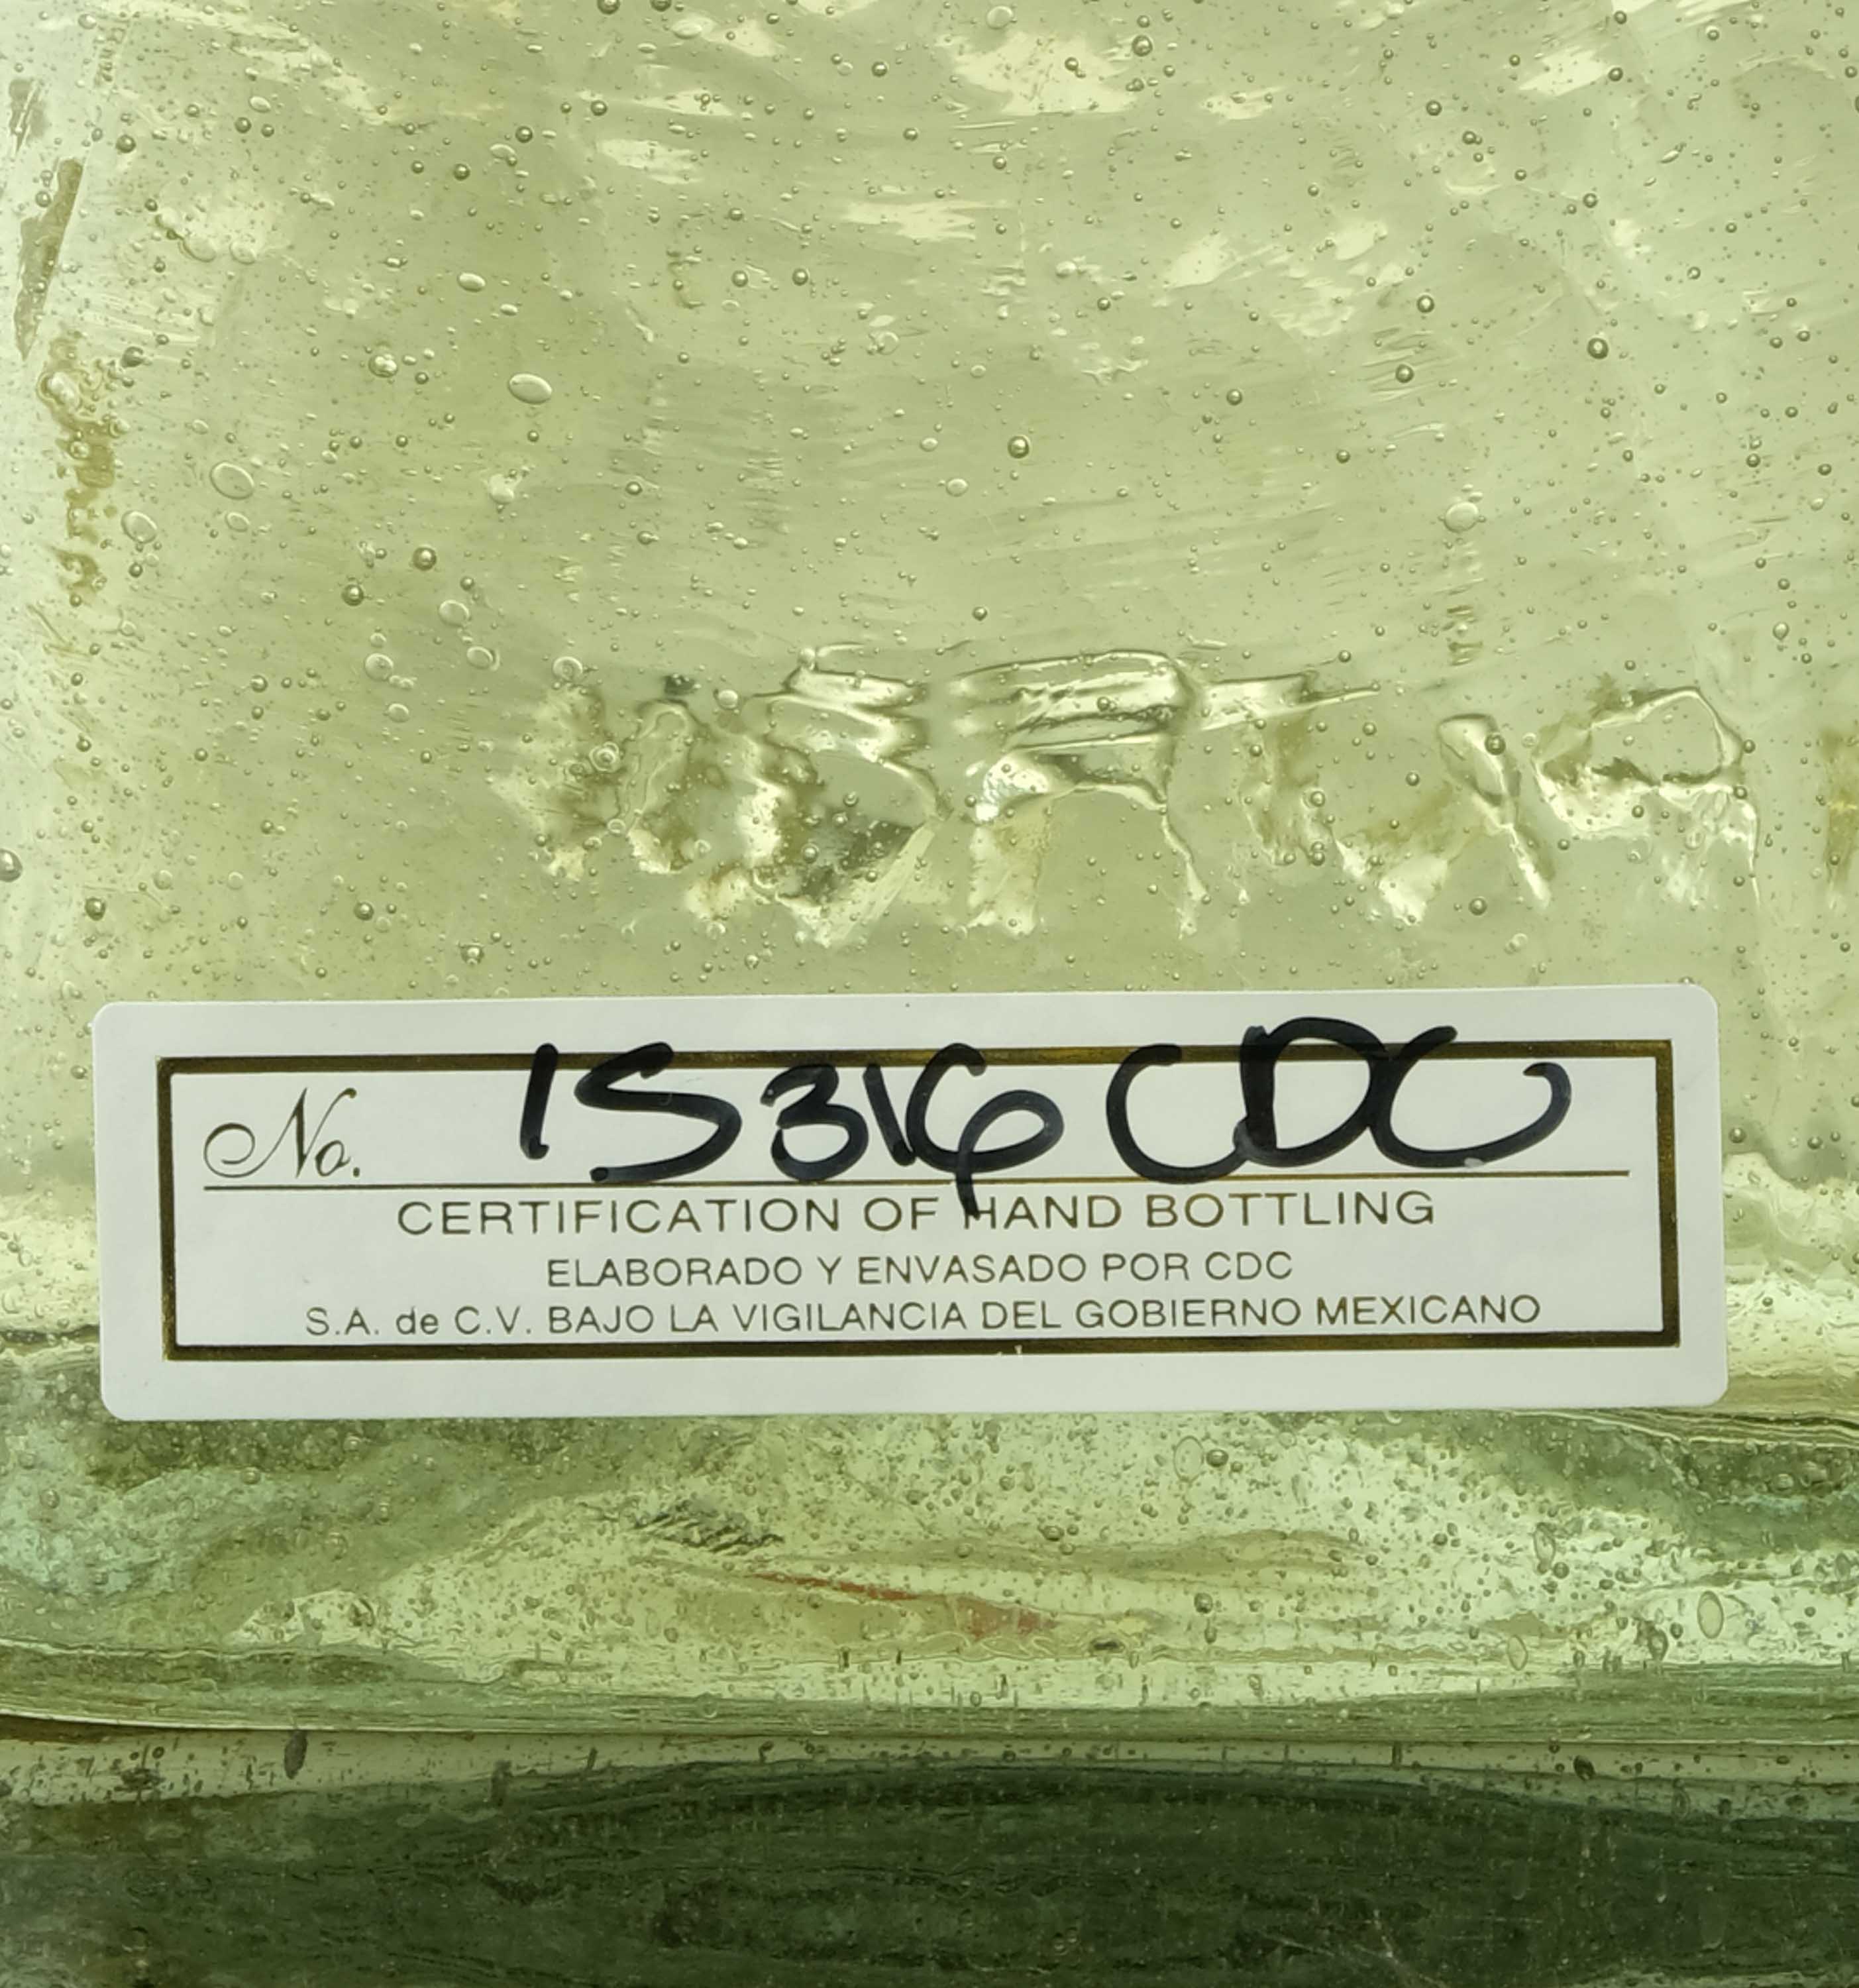 No. 15316 CDC
CERTIFICATION OF HAND BOTTLING
ELABORADO Y ENVASADO POR CDC
S.A. de C.V. BAJO LA VIGILANCIA DEL GOBIERNO MEXICANO